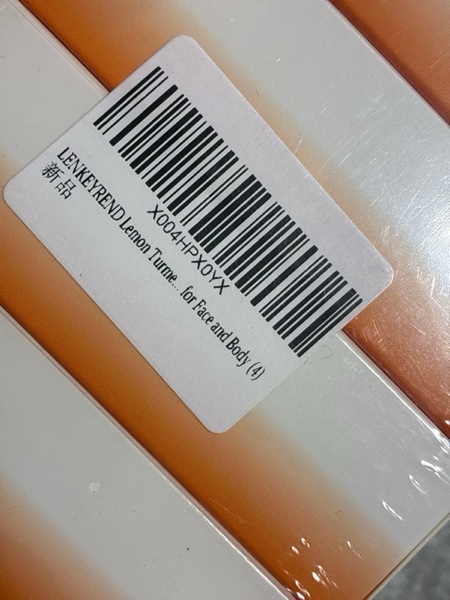 X004HPX0YX
LENKEYREND Lemon Turme... for Face and Body (4)
新品